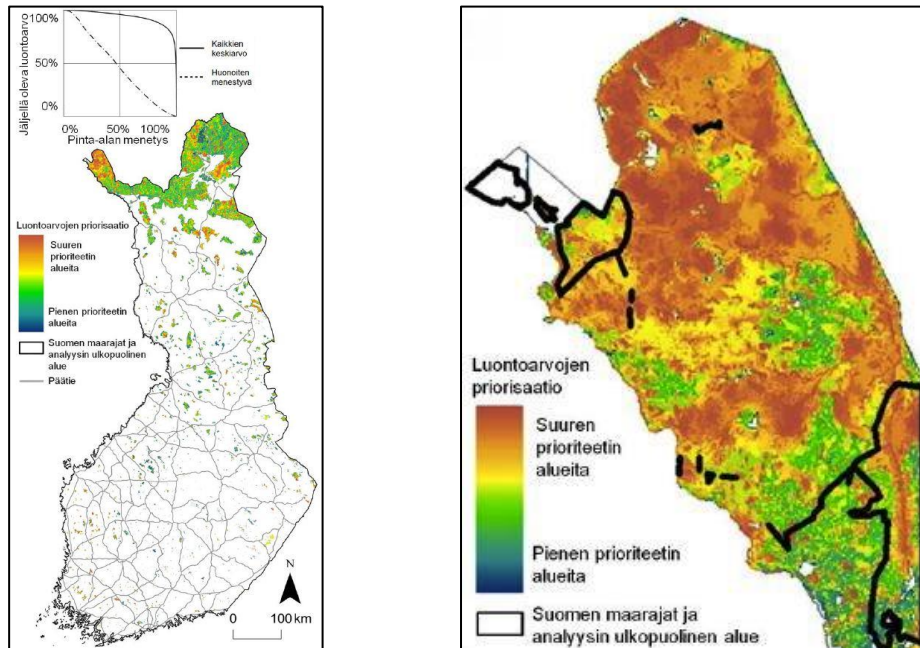 Jäljellä oleva luontoarvo
100%
50%
0%
0%
50%
100%
Pinta-alan menetys
Kaikkien
keskiarvo
Huonoiten
menestyvä
Luontoarvojen priorisaatio
Suuren
prioriteetin
alueita
Pienen prioriteetin
alueita
Suomen maarajat ja
analyysin ulkopuolinen
alue
Päätie
N
0
100 km
Luontoarvojen
priorisaatio
Suuren
prioriteetin
alueita
Pienen prioriteetin
alueita
Suomen maarajat ja
analyysin ulkopuolinen alue